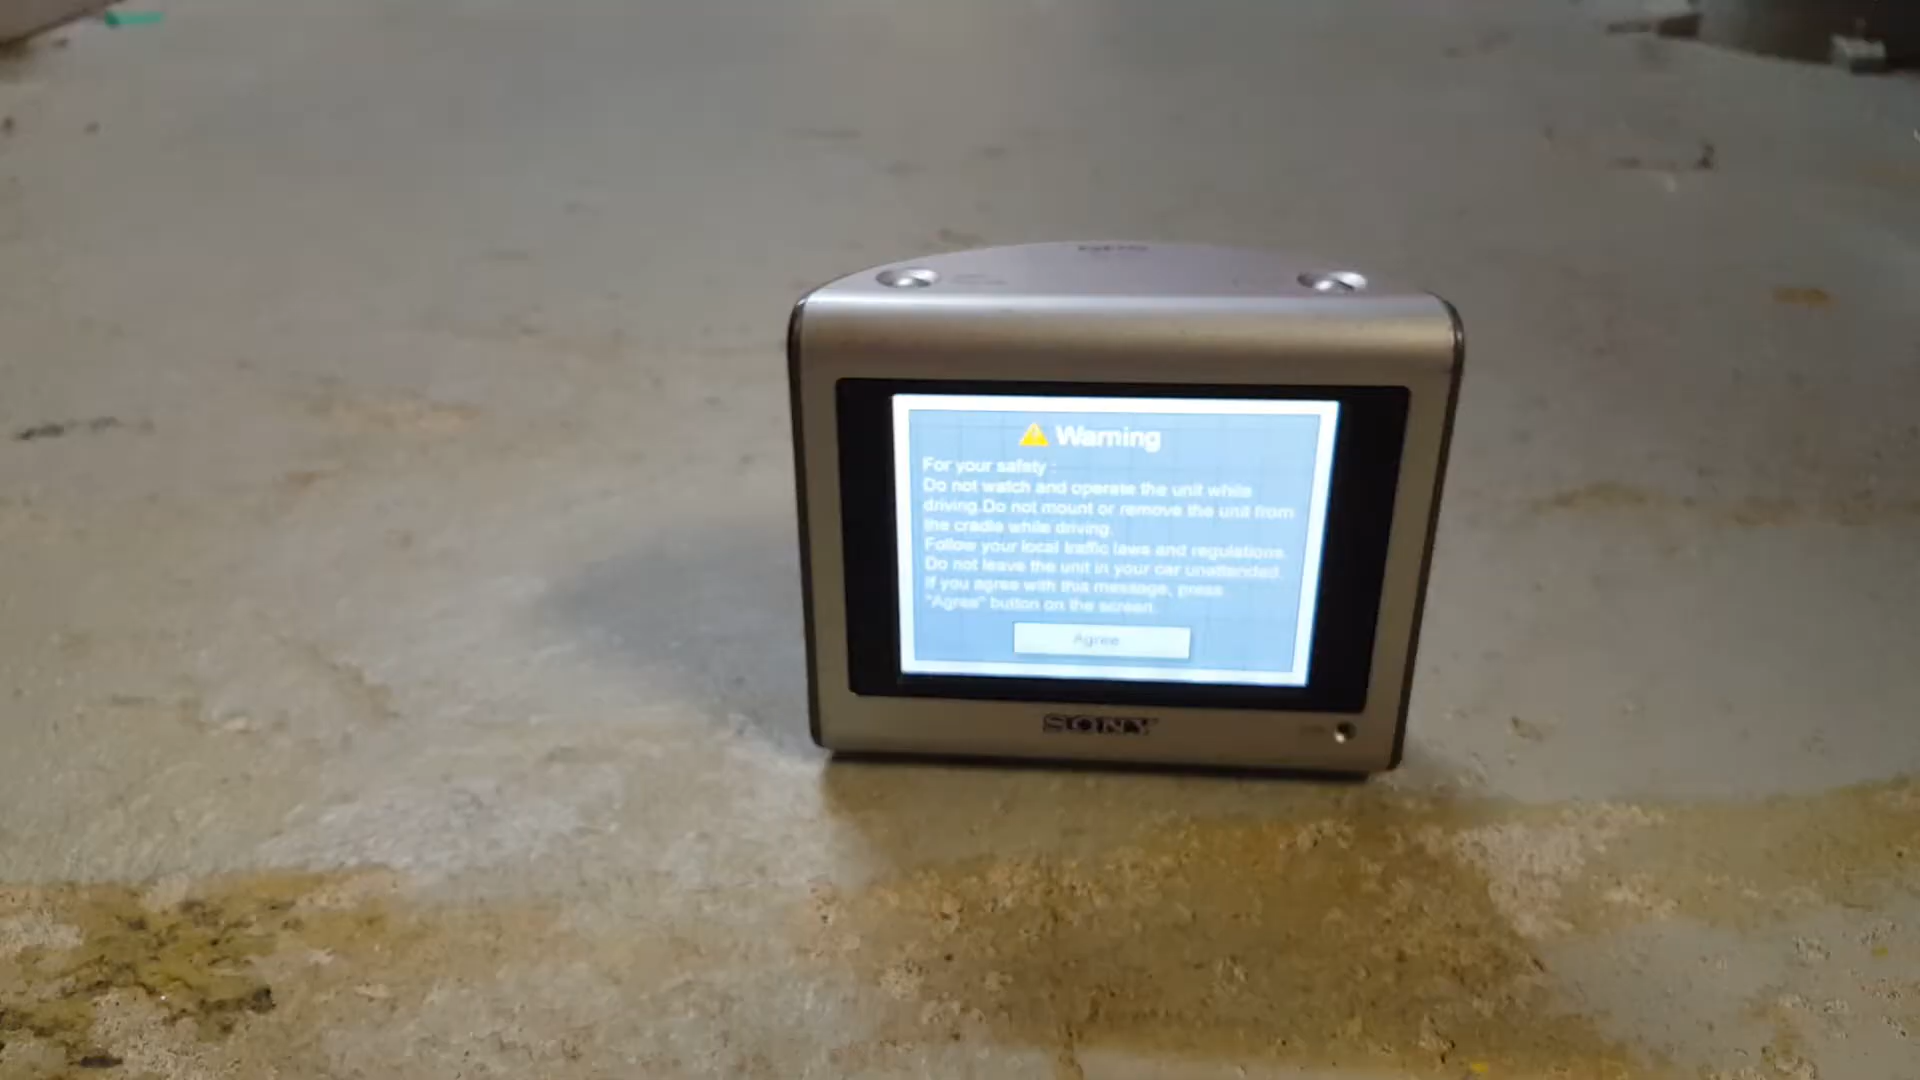 Warning
For your safety :
Do not watch and operate the unit while
driving.Do not mount or remove the unit from
the cradle while driving.
Follow your local traffic laws and regulations.
Do not leave the unit in your car unattended.
If you agree with this message, press
"Agree" button on the screen.
Agree
SONY